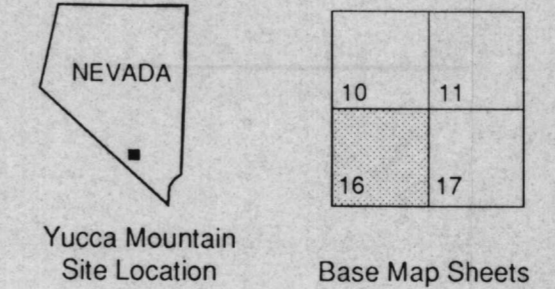 NEVADA
Yucca Mountain
Site Location
10 11
16 17
Base Map Sheets